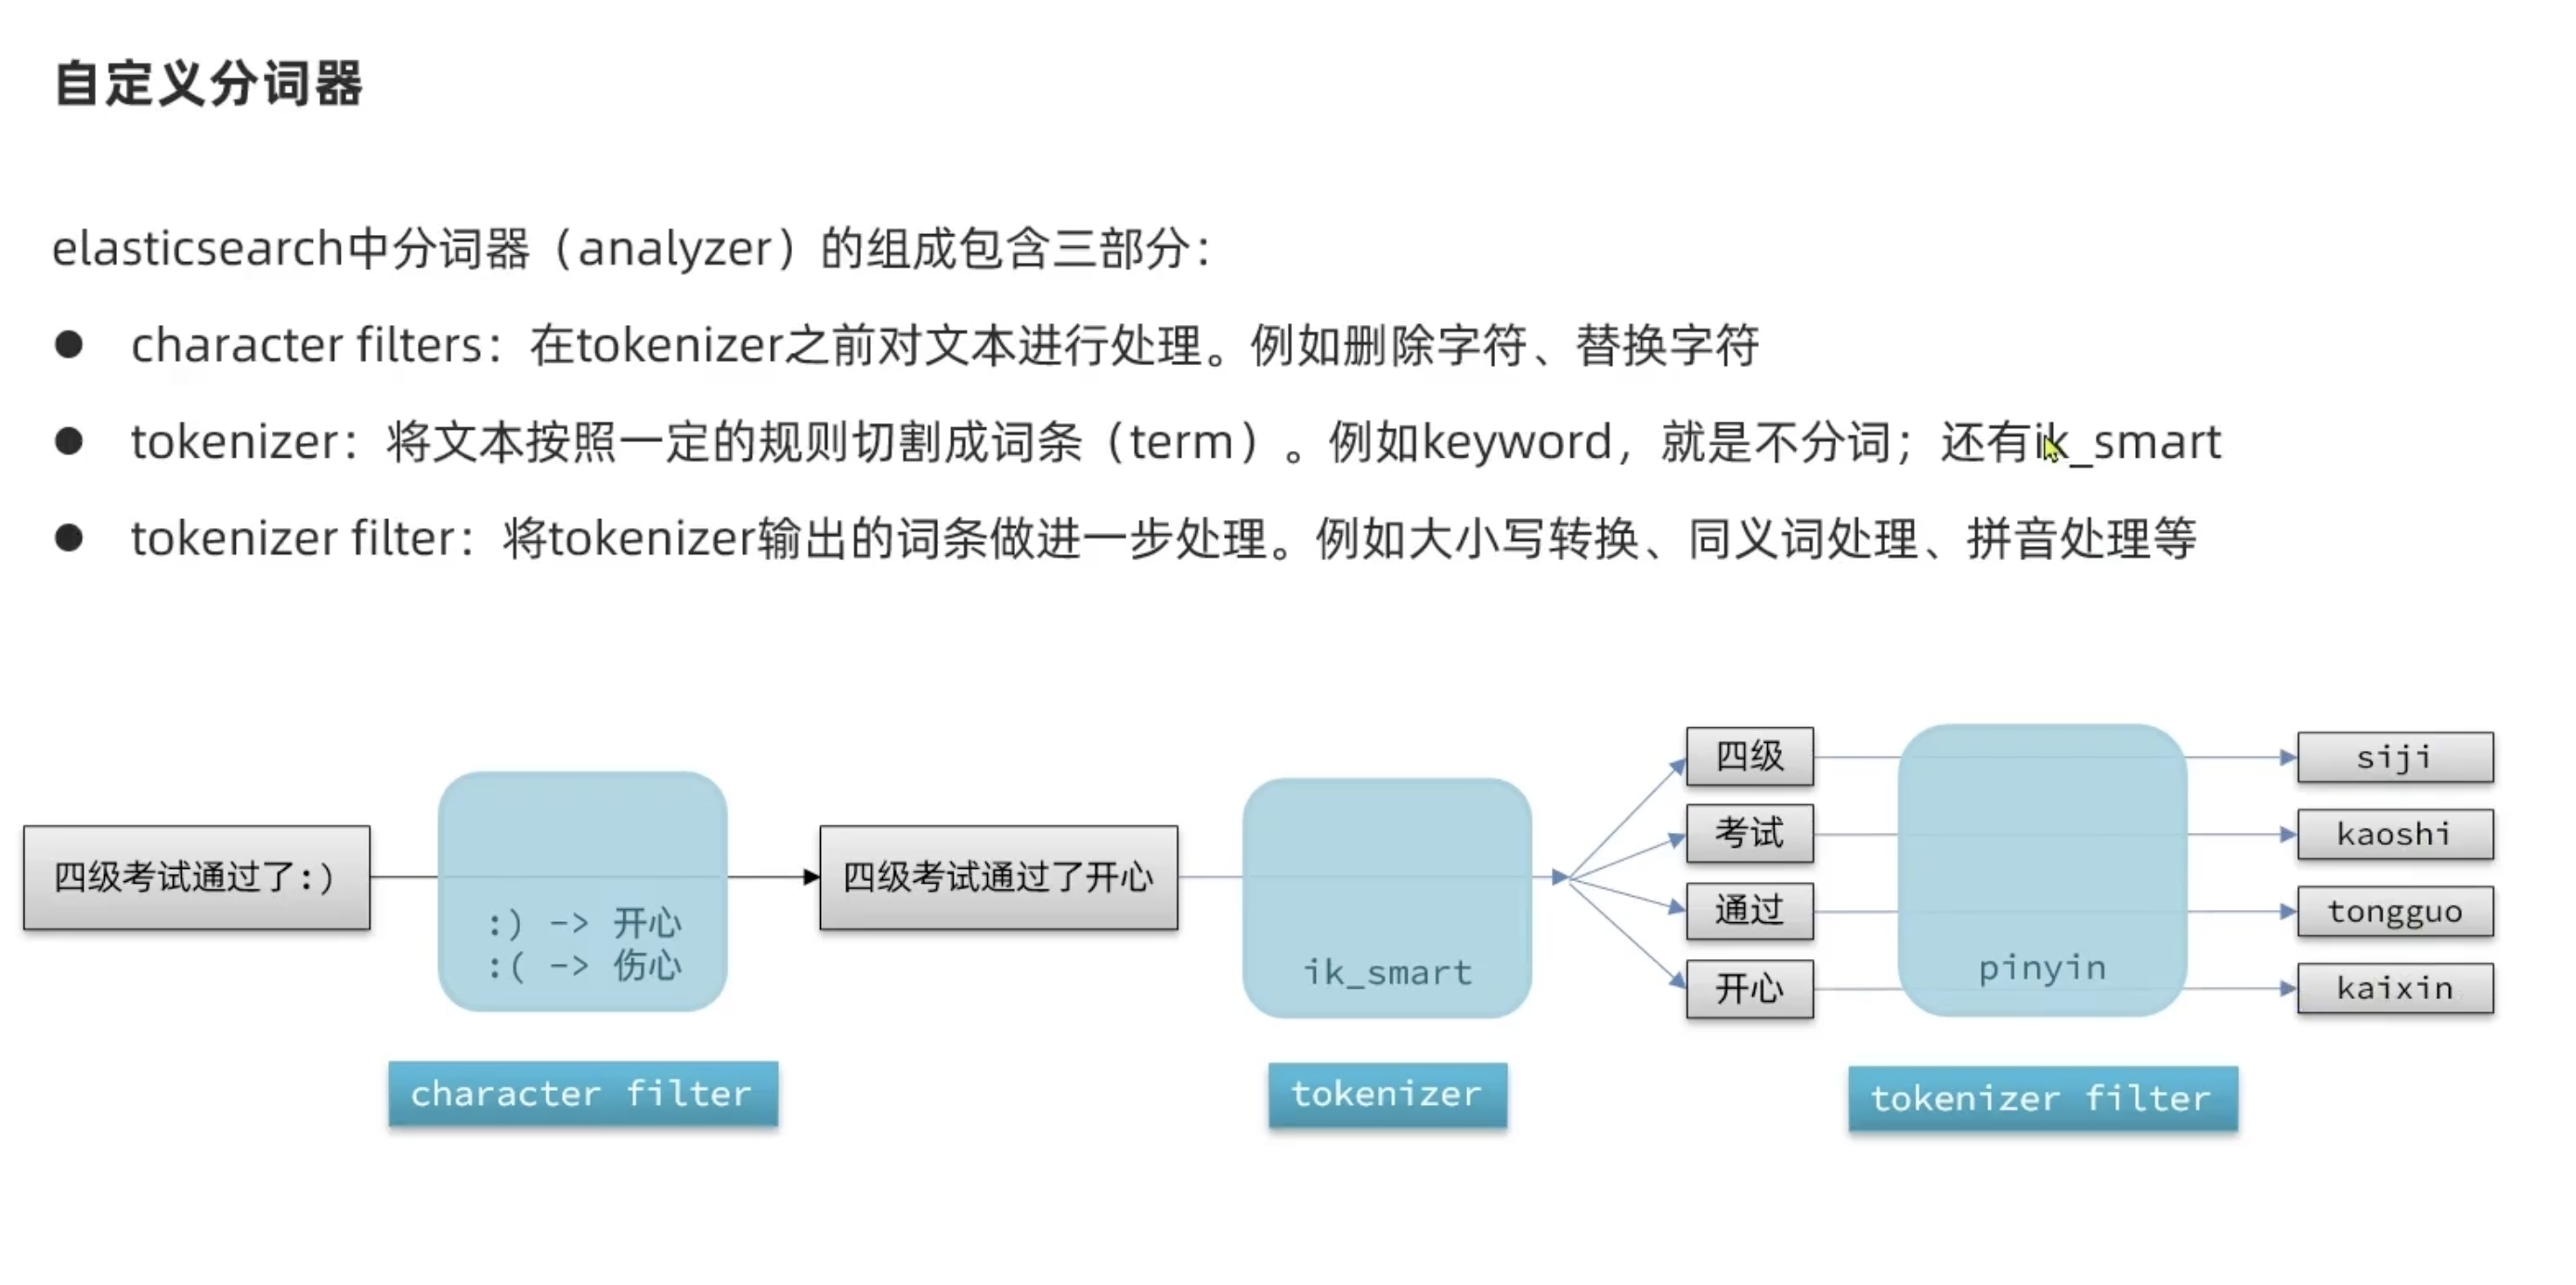 自定义分词器
elasticsearch中分词器（analyzer）的组成包含三部分：
● character filters：在tokenizer之前对文本进行处理。例如删除字符、替换字符
● tokenizer：将文本按照一定的规则切割成词条（term）。例如keyword，就是不分词；还有ik_smart
● tokenizer filter：将tokenizer输出的词条做进一步处理。例如大小写转换、同义词处理、拼音处理等
四级考试通过了:)
:) -> 开心
:( -> 伤心
character filter
四级考试通过了开心
ik_smart
tokenizer
四级
考试
通过
开心
pinyin
tokenizer filter
siji
kaoshi
tongguo
kaixin